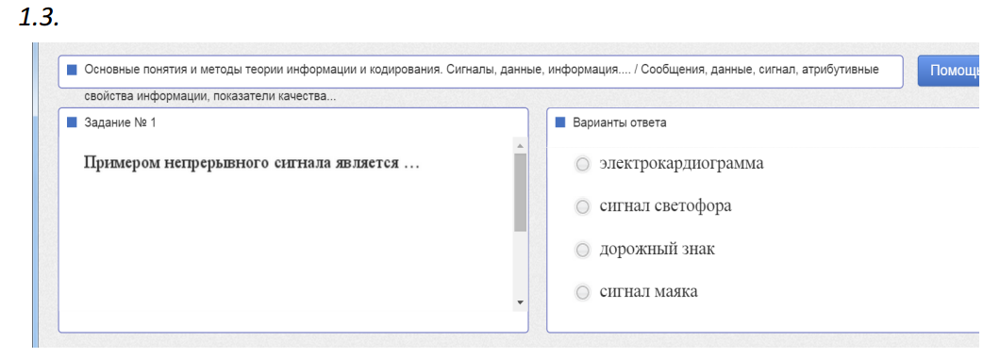 1.3.
Основные понятия и методы теории информации и кодирования. Сигналы, данные, информация.... / Сообщения, данные, сигнал, атрибутивные
свойства информации, показатели качества...
Помощь
Задание № 1
Примером непрерывного сигнала является …
Варианты ответа
электрокардиограмма
сигнал светофора
дорожный знак
сигнал маяка